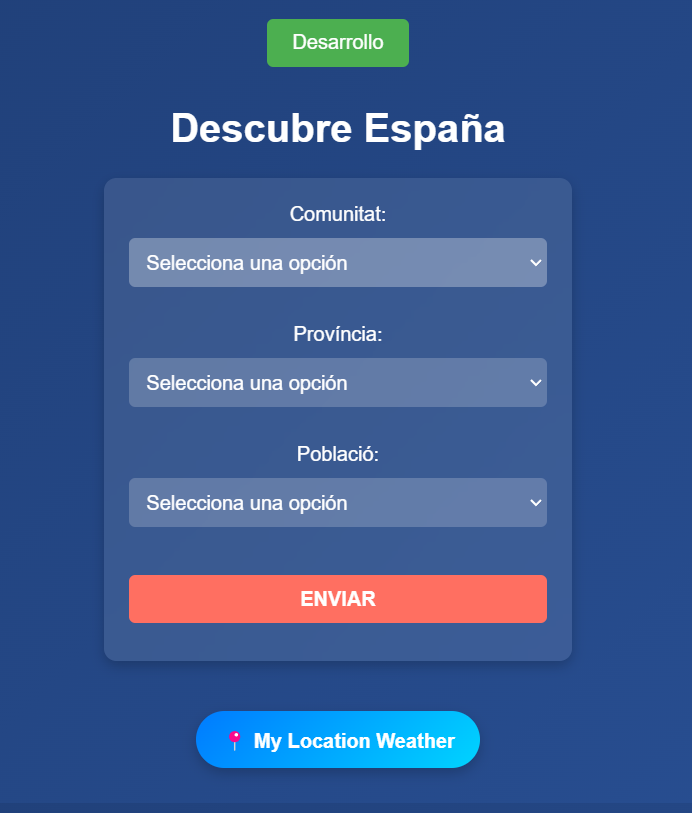 Desarrollo
Descubre España
Comunitat:
Selecciona una opción
Província:
Selecciona una opción
Població:
Selecciona una opción
ENVIAR
📍 My Location Weather